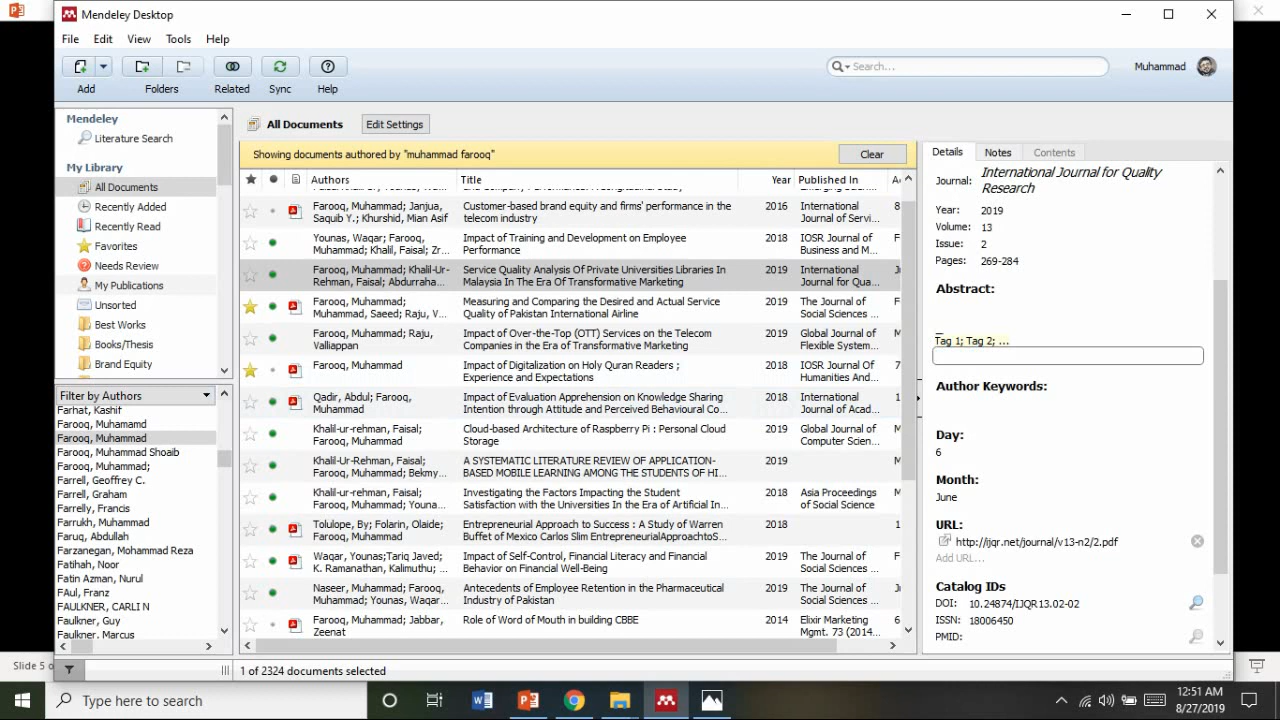 Mendeley Desktop
File Edit View Tools Help
Search...
Muhammad
Add Folders Related Sync Help
Mendeley
Literature Search
My Library
All Documents
Recently Added
Recently Read
Favorites
Needs Review
My Publications
Unsorted
Best Works
Books/Thesis
Brand Equity
Filter by Authors
Farhat, Kashif
Farooq, Muhamamd
Farooq, Muhammad
Farooq, Muhammad Shoaib
Farooq, Muhammad;
Farrell, Geoffrey C.
Farrell, Graham
Farrelly, Francis
Farrukh, Muhammad
Faruq, Abdullah
Farzanegan, Mohammad Reza
Fatihah, Noor
Fatin Azman, Nurul
FAul, Franz
FAULKNER, CARLI N
Faulkner, Guy
Faulkner, Marcus
All Documents Edit Settings
Showing documents authored by "muhammad farooq" Clear
Authors Title Year Published In
Farooq, Muhammad; Janjua, Customer-based brand equity and firms' performance in the 2016 International 8
Saquib Y.; Khurshid, Mian Asif telecom industry Journal of Servi...
Younas, Waqar; Farooq, Impact of Training and Development on Employee 2018 IOSR Journal of F
Muhammad; Khalil, Faisal; Zr... Performance Business and M...
Farooq, Muhammad; Khalil-Ur- Service Quality Analysis Of Private Universities Libraries In 2019 International
Rehman, Faisal; Abdurraha... Malaysia In The Era Of Transformative Marketing Journal for Qua...
Farooq, Muhammad; Measuring and Comparing the Desired and Actual Service 2019 The Journal of F
Muhammad, Saeed; Raju, V... Quality of Pakistan International Airline Social Sciences ...
Farooq, Muhammad; Raju, Impact of Over-the-Top (OTT) Services on the Telecom 2019 Global Journal of
Valliappan Companies in the Era of Transformative Marketing Flexible System...
Farooq, Muhammad Impact of Digitalization on Holy Quran Readers ; 2018 IOSR Journal Of 7
Experience and Expectations Humanities And...
Qadir, Abdul; Farooq, Impact of Evaluation Apprehension on Knowledge Sharing 2018 International 1
Muhammad Intention through Attitude and Perceived Behavioural Co... Journal of Acad...
Khalil-ur-rehman, Faisal; Cloud-based Architecture of Raspberry Pi : Personal Cloud 2019 Global Journal of
Farooq, Muhammad Storage Computer Scien...
Khalil-Ur-Rehman, Faisal; A SYSTEMATIC LITERATURE REVIEW OF APPLICATION- 2019
Farooq, Muhammad; Bekmy... BASED MOBILE LEARNING AMONG THE STUDENTS OF HI...
Khalil-ur-rehman, Faisal; Investigating the Factors Impacting the Student 2018 Asia Proceedings
Farooq, Muhammad; Youna... Satisfaction with the Universities In the Era of Artificial In... of Social Science
Tolulope, By; Folarin, Olaide; Entrepreneurial Approach to Success : A Study of Warren 2018 1
Farooq, Muhammad Buffet of Mexico Carlos Slim EntrepreneurialApproachtoS...
Waqar, Younas;Tariq Javed; Impact of Self-Control, Financial Literacy and Financial 2019 The Journal of F
K. Ramanathan, Kalimuthu; ... Behavior on Financial Well-Being Social Sciences ...
Naseer, Muhammad; Farooq, Antecedents of Employee Retention in the Pharmaceutical 2019 The Journal of
Muhammad; Younas, Waqar... Industry of Pakistan Social Sciences ...
Farooq, Muhammad; Jabbar, Role of Word of Mouth in building CBBE 2014 Elixir Marketing 6
Zeenat Mgmt. 73 (2014...
1 of 2324 documents selected
Details Notes Contents
Journal: International Journal for Quality
Research
Year: 2019
Volume: 13
Issue: 2
Pages: 269-284
Abstract:
Tag 1; Tag 2; ...
Author Keywords:
Day:
6
Month:
June
URL:
http://ijqr.net/journal/v13-n2/2.pdf
Add URL...
Catalog IDs
DOI: 10.24874/IJQR13.02-02
ISSN: 18006450
PMID:
Slide 5 o
Type here to search
12:51 AM
8/27/2019